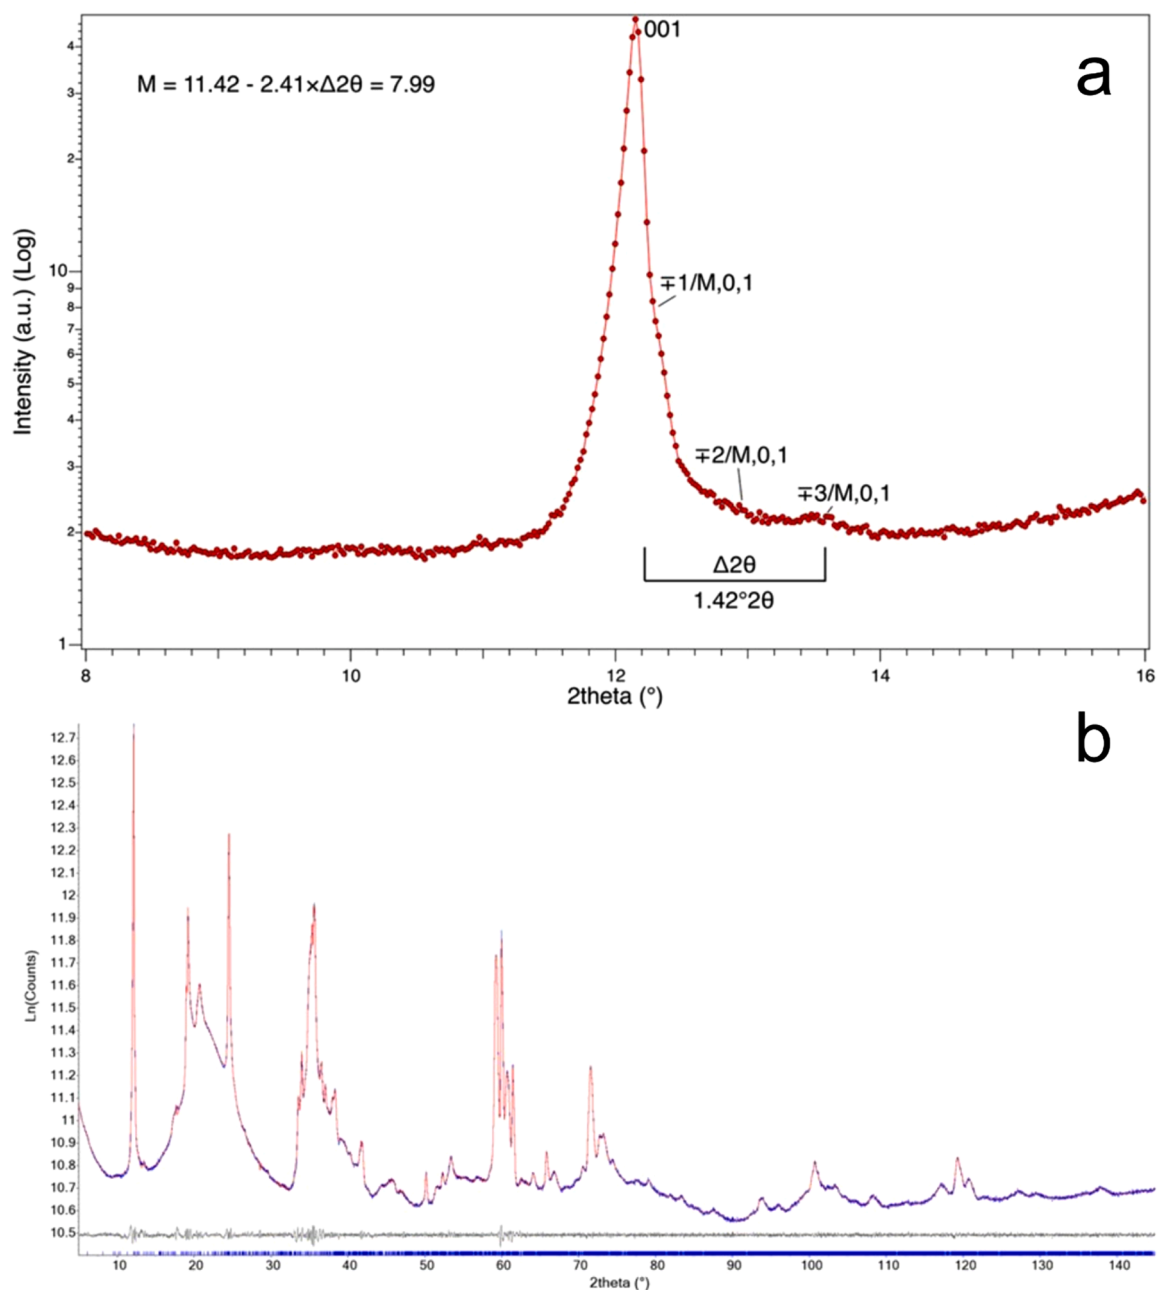 a
001
M = 11.42 - 2.41×Δ2θ = 7.99
4
3
2
10
9
8
7
6
5
4
3
2
1
Intensity (a.u.) (Log)
∓1/M,0,1
∓2/M,0,1
∓3/M,0,1
Δ2θ
1.42°2θ
8 10 12 14 16
2theta (°)
b
12.7
12.6
12.5
12.4
12.3
12.2
12.1
12
11.9
11.8
11.7
11.6
11.5
11.4
11.3
11.2
11.1
11
10.9
10.8
10.7
10.6
10.5
Ln(Counts)
10 20 30 40 50 60 70 80 90 100 110 120 130 140
2theta (°)